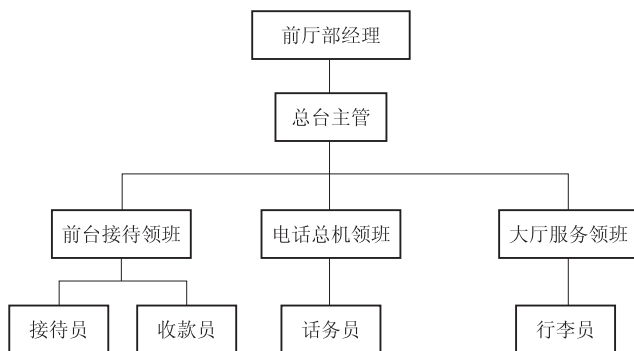 前厅部经理
总台主管
前台接待领班
电话总机领班
大厅服务领班
接待员
收款员
话务员
行李员